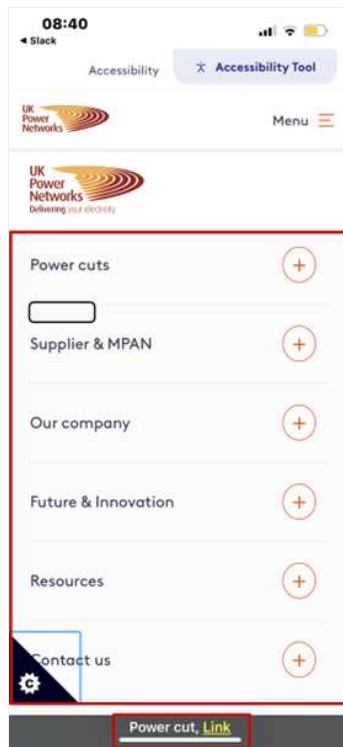 08:40
◀ Slack
Accessibility
Accessibility Tool
UK
Power
Networks
Menu
UK
Power
Networks
Delivering your electricity
Power cuts
Supplier & MPAN
Our company
Future & Innovation
Resources
Contact us
Power cut, Link